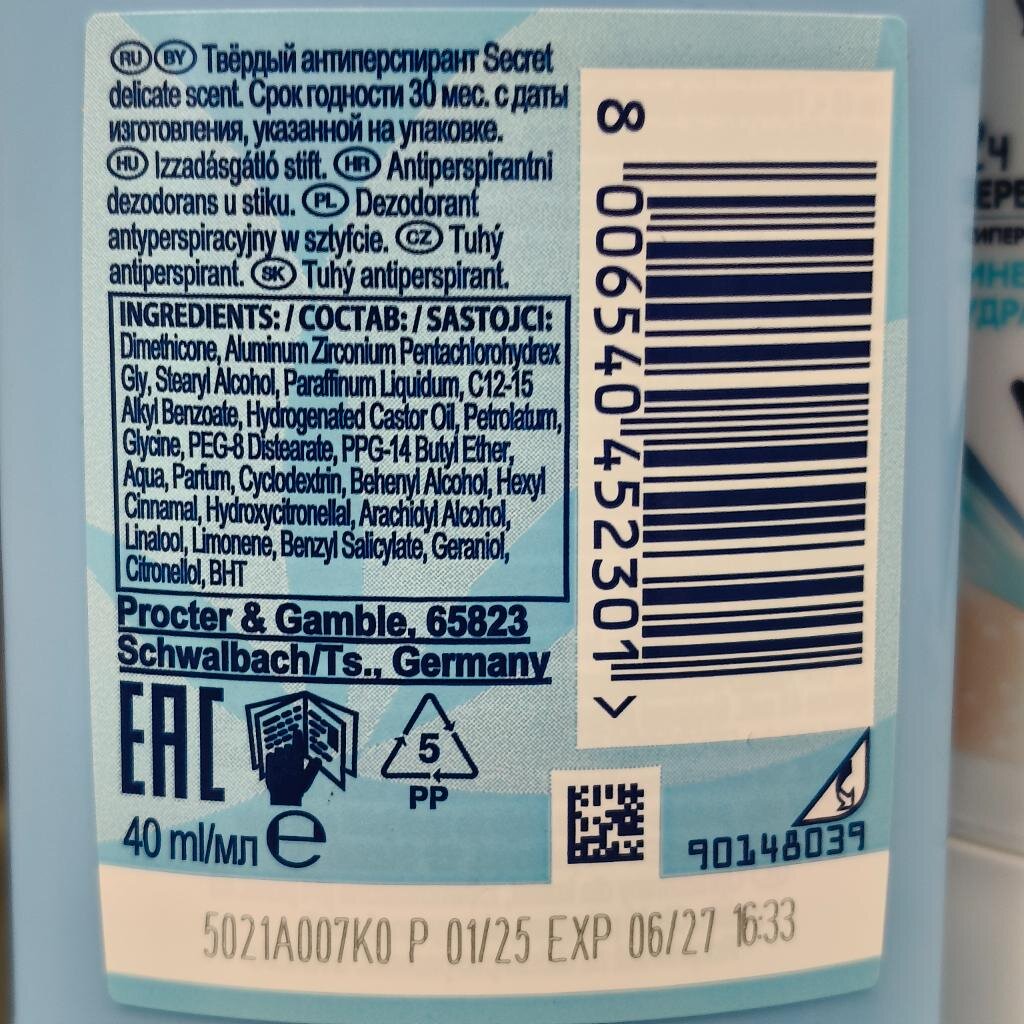 RU BY Твёрдый антиперспирант Secret
delicate scent. Срок годности 30 мес. с даты
изготовления, указанной на упаковке.
HU Izzadásgátló stift. HR Antiperspirantni
dezodorans u stiku. PL Dezodorant
antyperspiracyjny w sztyfcie. CZ Tuhý
antiperspirant. SK Tuhý antiperspirant.
INGREDIENTS: / СОСТАВ: / SASTOJCI:
Dimethicone, Aluminum Zirconium Pentachlorohydrex
Gly, Stearyl Alcohol, Paraffinum Liquidum, C12-15
Alkyl Benzoate, Hydrogenated Castor Oil, Petrolatum,
Glycine, PEG-8 Distearate, PPG-14 Butyl Ether,
Aqua, Parfum, Cyclodextrin, Behenyl Alcohol, Hexyl
Cinnamal, Hydroxycitronellal, Arachidyl Alcohol,
Linalool, Limonene, Benzyl Salicylate, Geraniol,
Citronellol, BHT
Procter & Gamble, 65823
Schwalbach/Ts., Germany
EAC
5
PP
40 ml/мл e
8 006540 452301 >
90148039
5021A007K0 P 01/25 EXP 06/27 16:33